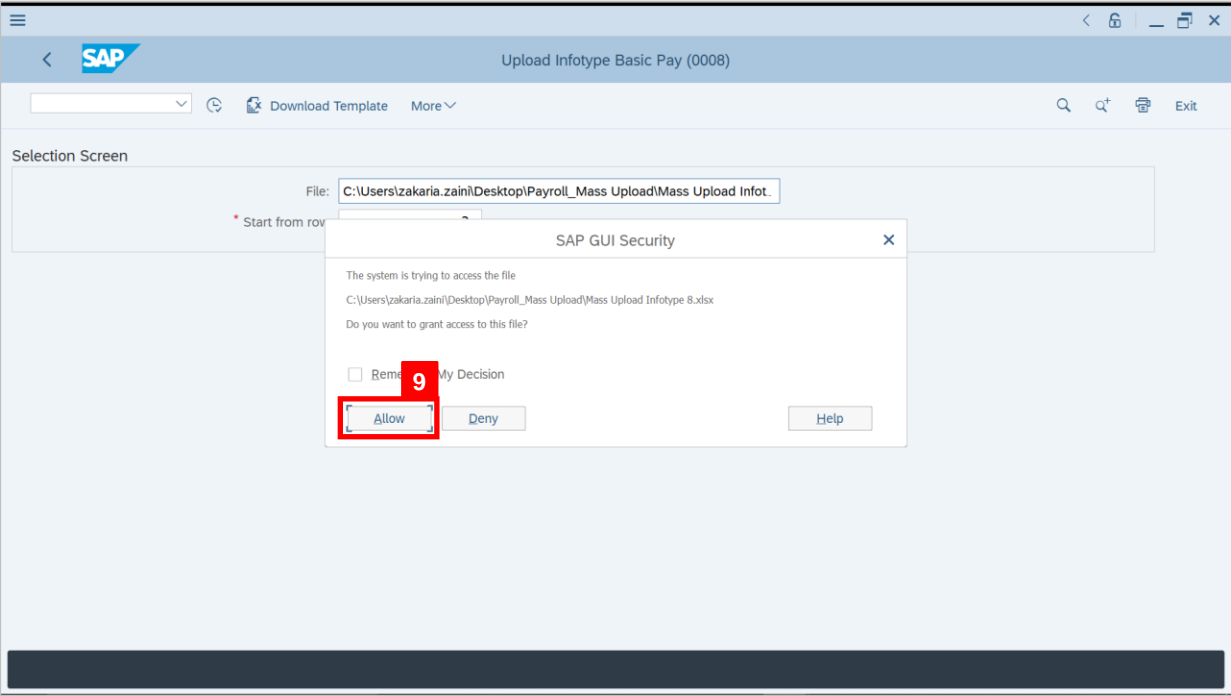 SAP
Upload Infotype Basic Pay (0008)
Download Template More Exit
Selection Screen
File: C:\Users\zakaria.zaini\Desktop\Payroll_Mass Upload\Mass Upload Infot
* Start from row
SAP GUI Security
The system is trying to access the file
C:\Users\zakaria.zaini\Desktop\Payroll_Mass Upload\Mass Upload Infotype 8.xlsx
Do you want to grant access to this file?
My Decision
9
Allow Deny Help